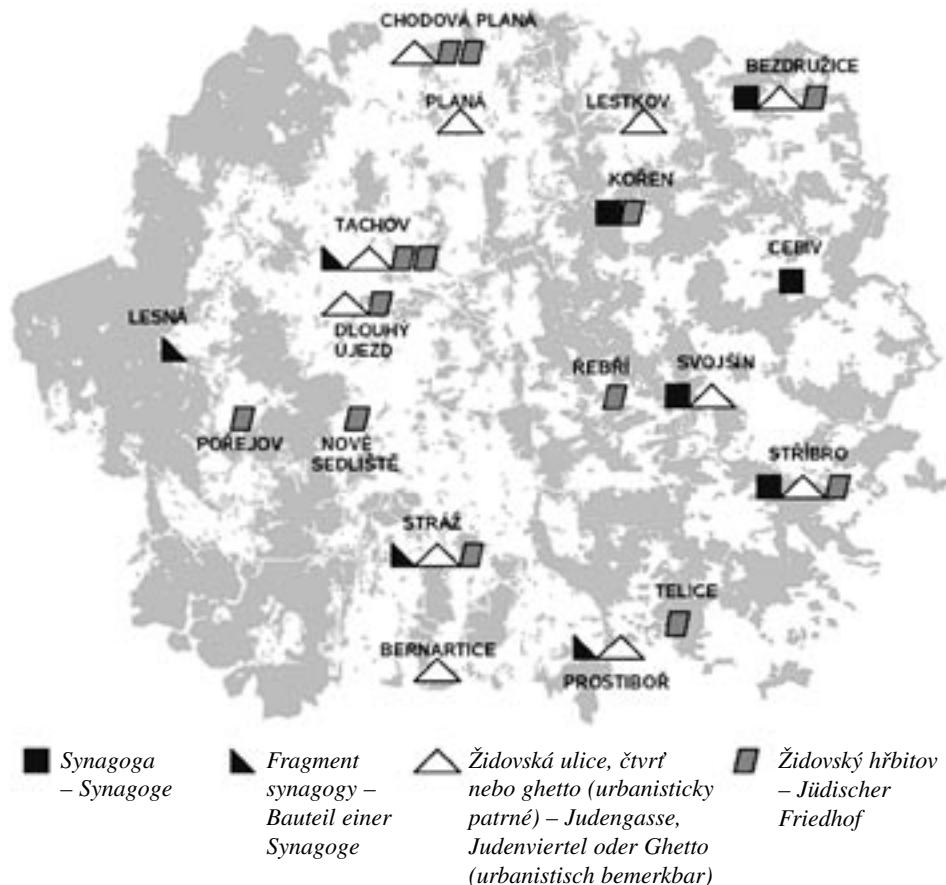 CHODOVÁ PLANÁ
BEZDRUŽICE
PLANÁ
LESTKOV
KOŘEN
TACHOV
CEBIV
LESNÁ
DLOUHÝ
ÚJEZD
ŘEBŘÍ
SVOJŠÍN
POŘEJOV
NOVÉ
SEDLIŠTĚ
STŘÍBRO
STRÁŽ
TELICE
BERNARTICE
PROSTIBOŘ
Synagoga
– Synagoge
Fragment
synagogy –
Bauteil einer
Synagoge
Židovská ulice, čtvrť
nebo ghetto (urbanisticky
patrné) – Judengasse,
Judenviertel oder Ghetto
(urbanistisch bemerkbar)
Židovský hřbitov
– Jüdischer
Friedhof